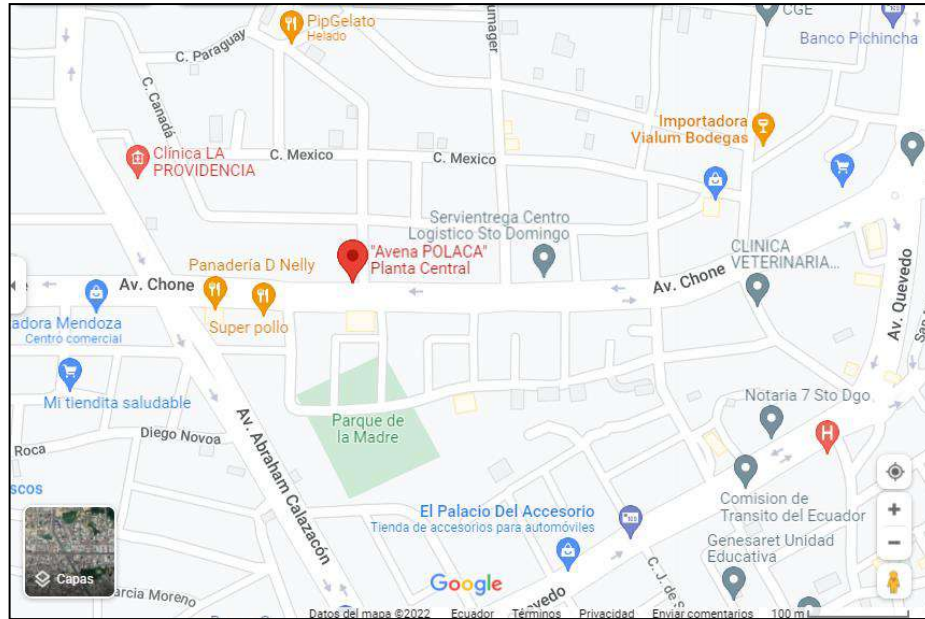 PipGelato
Helado
CGE
Banco Pichincha
C. Paraguay
umager
C. Canadá
Importadora
Vialum Bodegas
Clínica LA
PROVIDENCIA
C. Mexico
C. Mexico
Servientrega Centro
Logístico Sto Domingo
"Avena POLACA"
Planta Central
CLINICA
VETERINARIA...
Panadería D Nelly
Av. Chone
Av. Chone
Av. Quevedo
Super pollo
adora Mendoza
Centro comercial
Mi tiendita saludable
Parque de
la Madre
Notaria 7 Sto Dgo
Diego Novoa
Roca
Av. Abraham Calazacón
H
scos
El Palacio Del Accesorio
Tienda de accesorios para automóviles
Comision de
Transito del Ecuador
Genesaret Unidad
Educativa
Capas
Google
C. J. de S
arcia Moreno
evedo
Datos del mapa ©2022 Ecuador Términos Privacidad Enviar comentarios 100 m